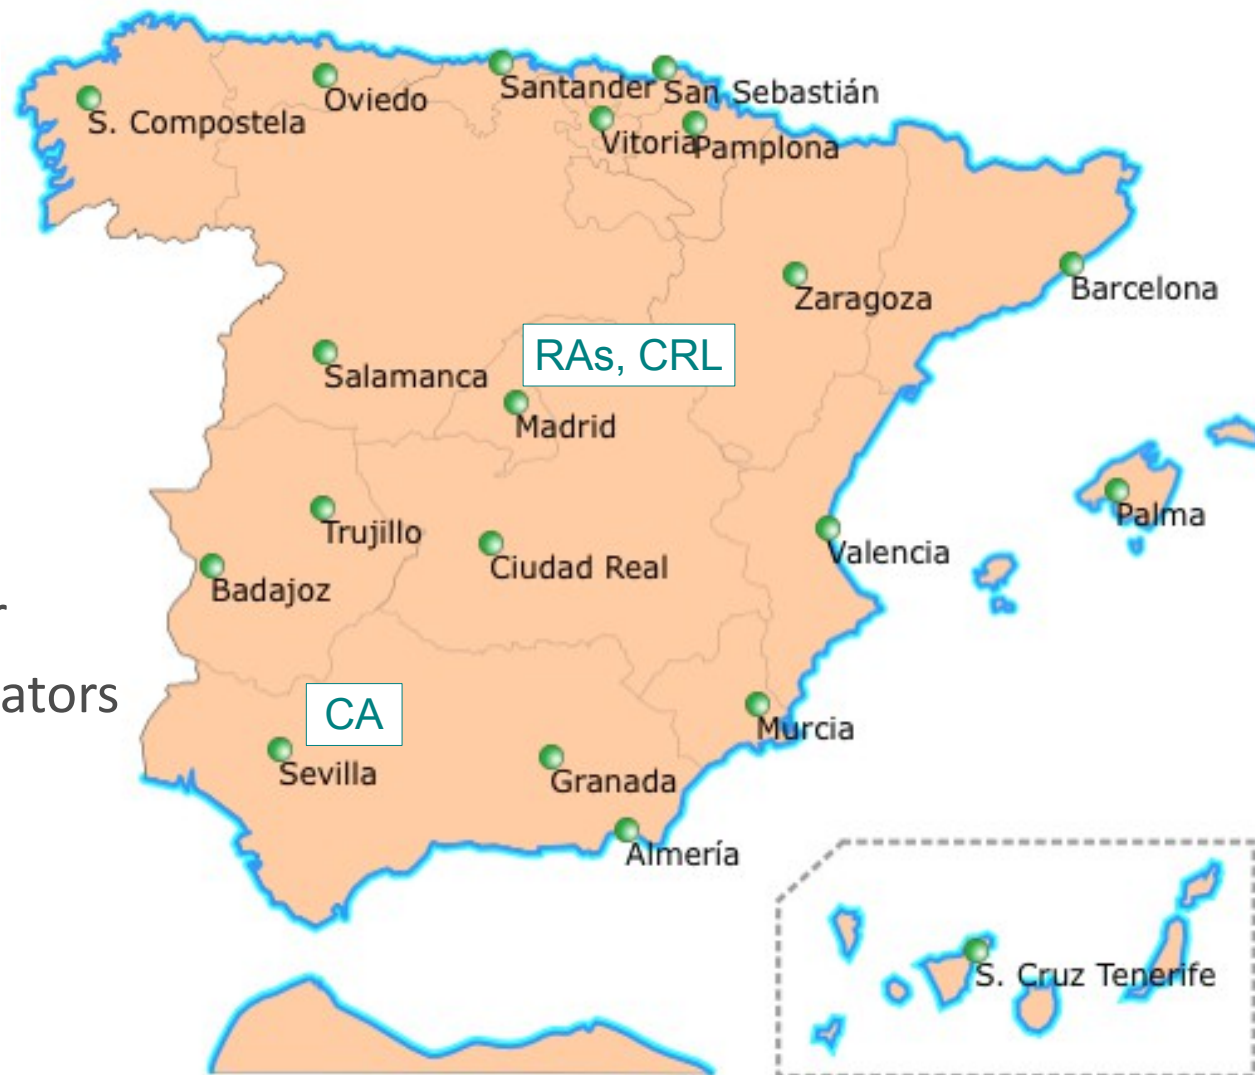 Oviedo
Santander
San Sebastián
S. Compostela
Vitoria
Pamplona
Zaragoza
Barcelona
RAs, CRL
Salamanca
Madrid
Palma
Trujillo
Valencia
Ciudad Real
Badajoz
r
ators
CA
Murcia
Sevilla
Granada
Almería
S. Cruz Tenerife